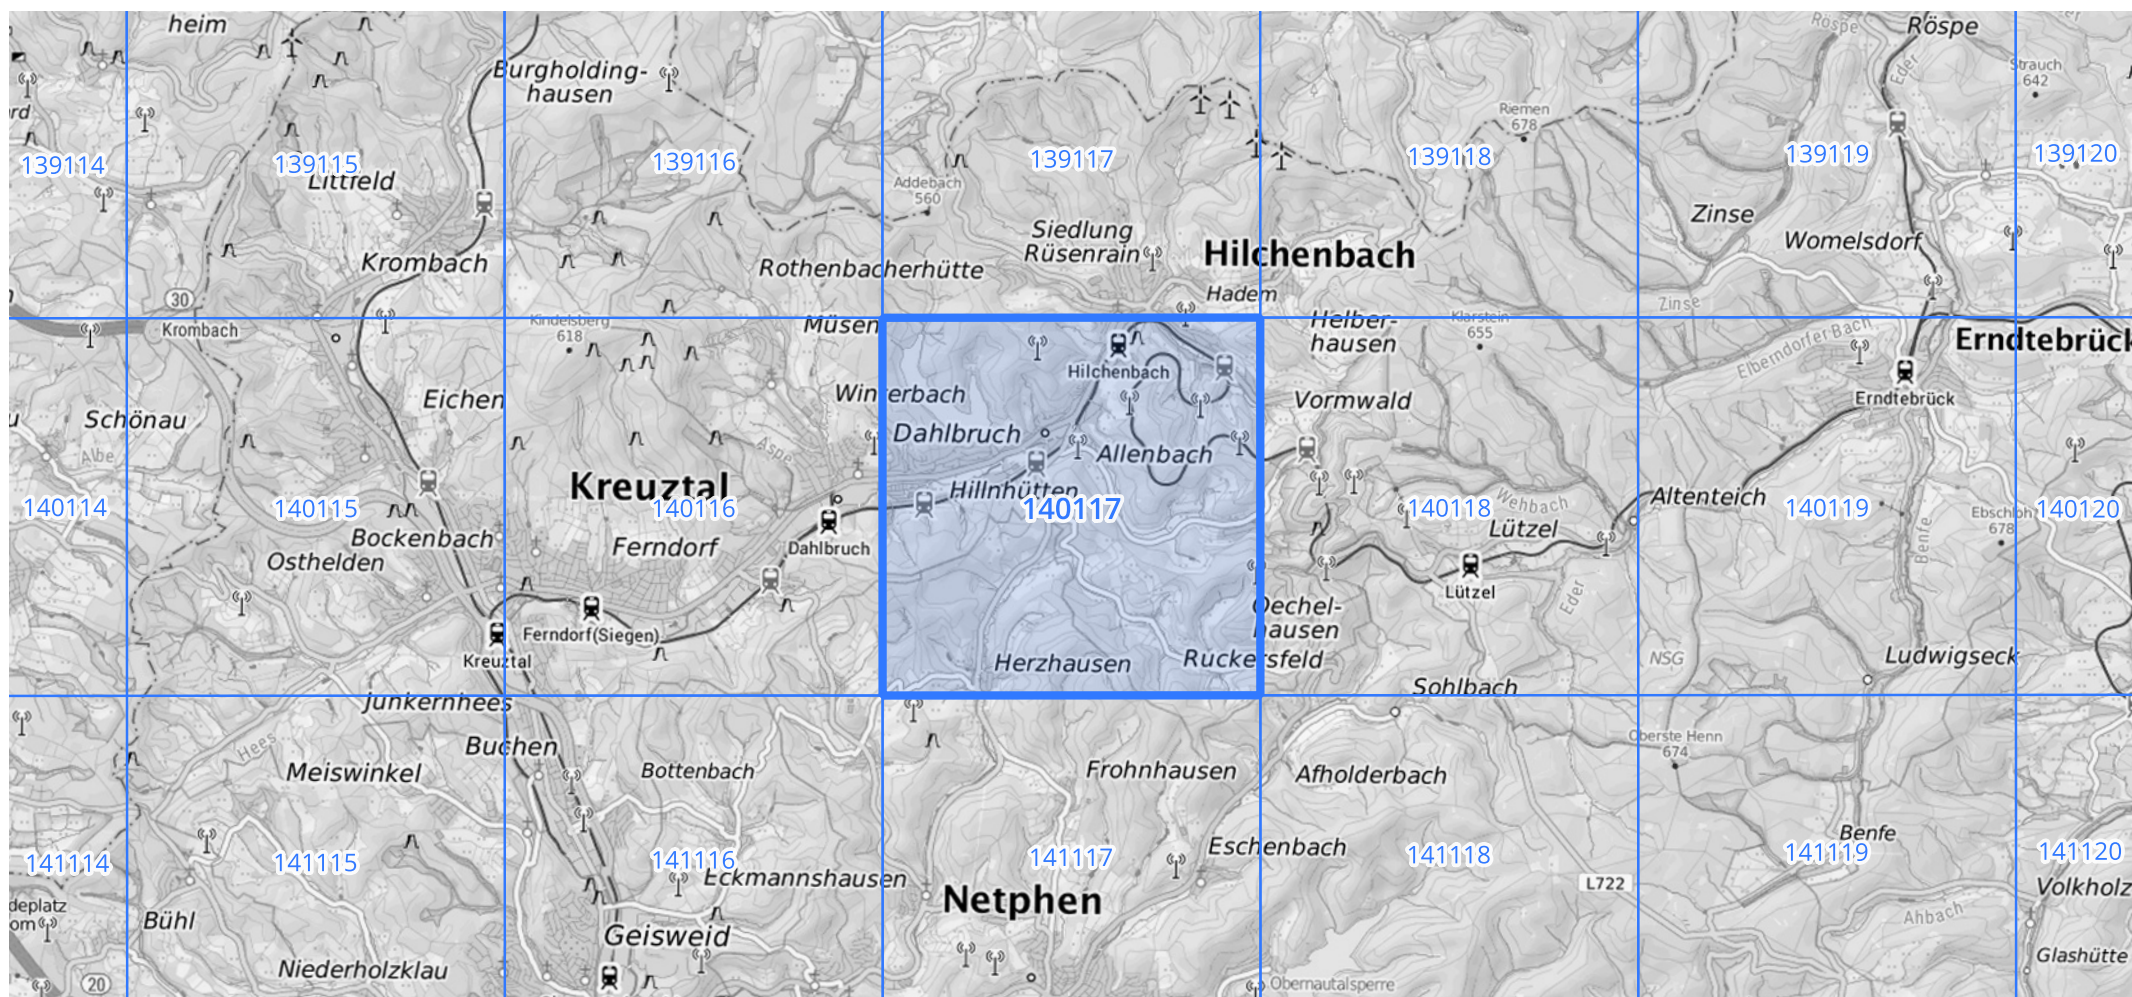 heim
Röspe
Röspe
Eder
Strauch
642
Burgholding-
hausen
rd
Riemen
678
139114
139115
139116
139117
139118
139119
139120
Littfeld
Addebach
560
Zinse
Siedlung
Rüsenrain
Womelsdorf
Krombach
Rothenbacherhütte
Hilchenbach
Hadem
30
Zinse
Krombach
Kindelsberg
618
Müsen
Helber-
hausen
Klarstein
655
Elberndorfer Bach
Erndtebrück
Hilchenbach
Winterbach
Erndtebrück
Eichen
Vormwald
Schönau
u
Albe
Dahlbruch
Aspe
Allenbach
Kreuztal
Hillnhütten
Wehbach
Altenteich
140114
140115
140116
140117
140118
140119
140120
Ebschloh
678
Lützel
Bockenbach
Ferndorf
Dahlbruch
Benfe
Osthelden
Lützel
Eder
Oechel-
hausen
Ferndorf(Siegen)
Kreuztal
Herzhausen
Ruckersfeld
NSG
Ludwigseck
Sohlbach
Junkernhees
Hees
Buchen
Oberste Henn
674
Meiswinkel
Bottenbach
Frohnhausen
Afholderbach
Benfe
Eschenbach
141114
141115
141116
141117
141118
141119
141120
Eckmannshausen
L722
Volkholz
deplatz
om
Bühl
Netphen
Ahbach
Geisweid
Niederholzklau
Glashütte
20
Obernautalsperre